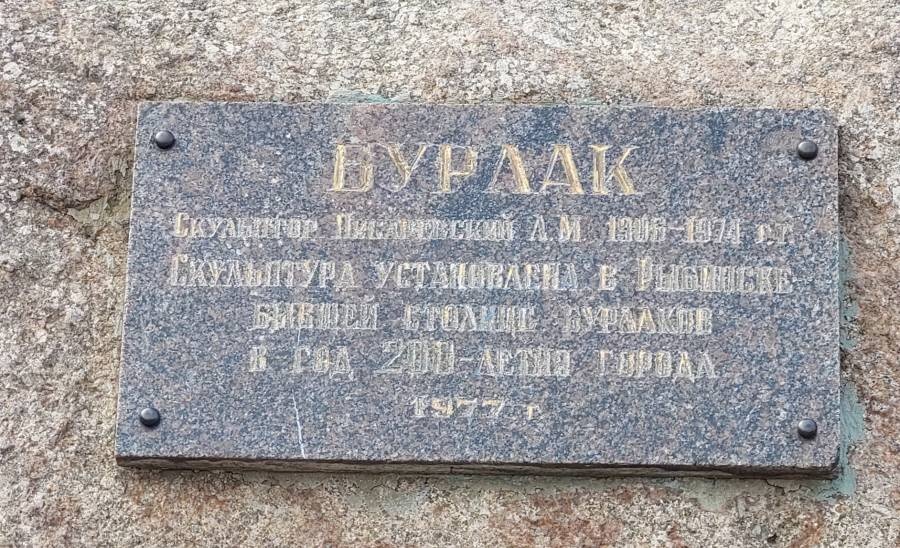 БУРЛАК
Скульптор Писаревский Л.М. 1906-1974 г.г.
Скульптура установлена в Рыбинске
бывшей столице бурлаков
в год 200-летия города
1977 г.